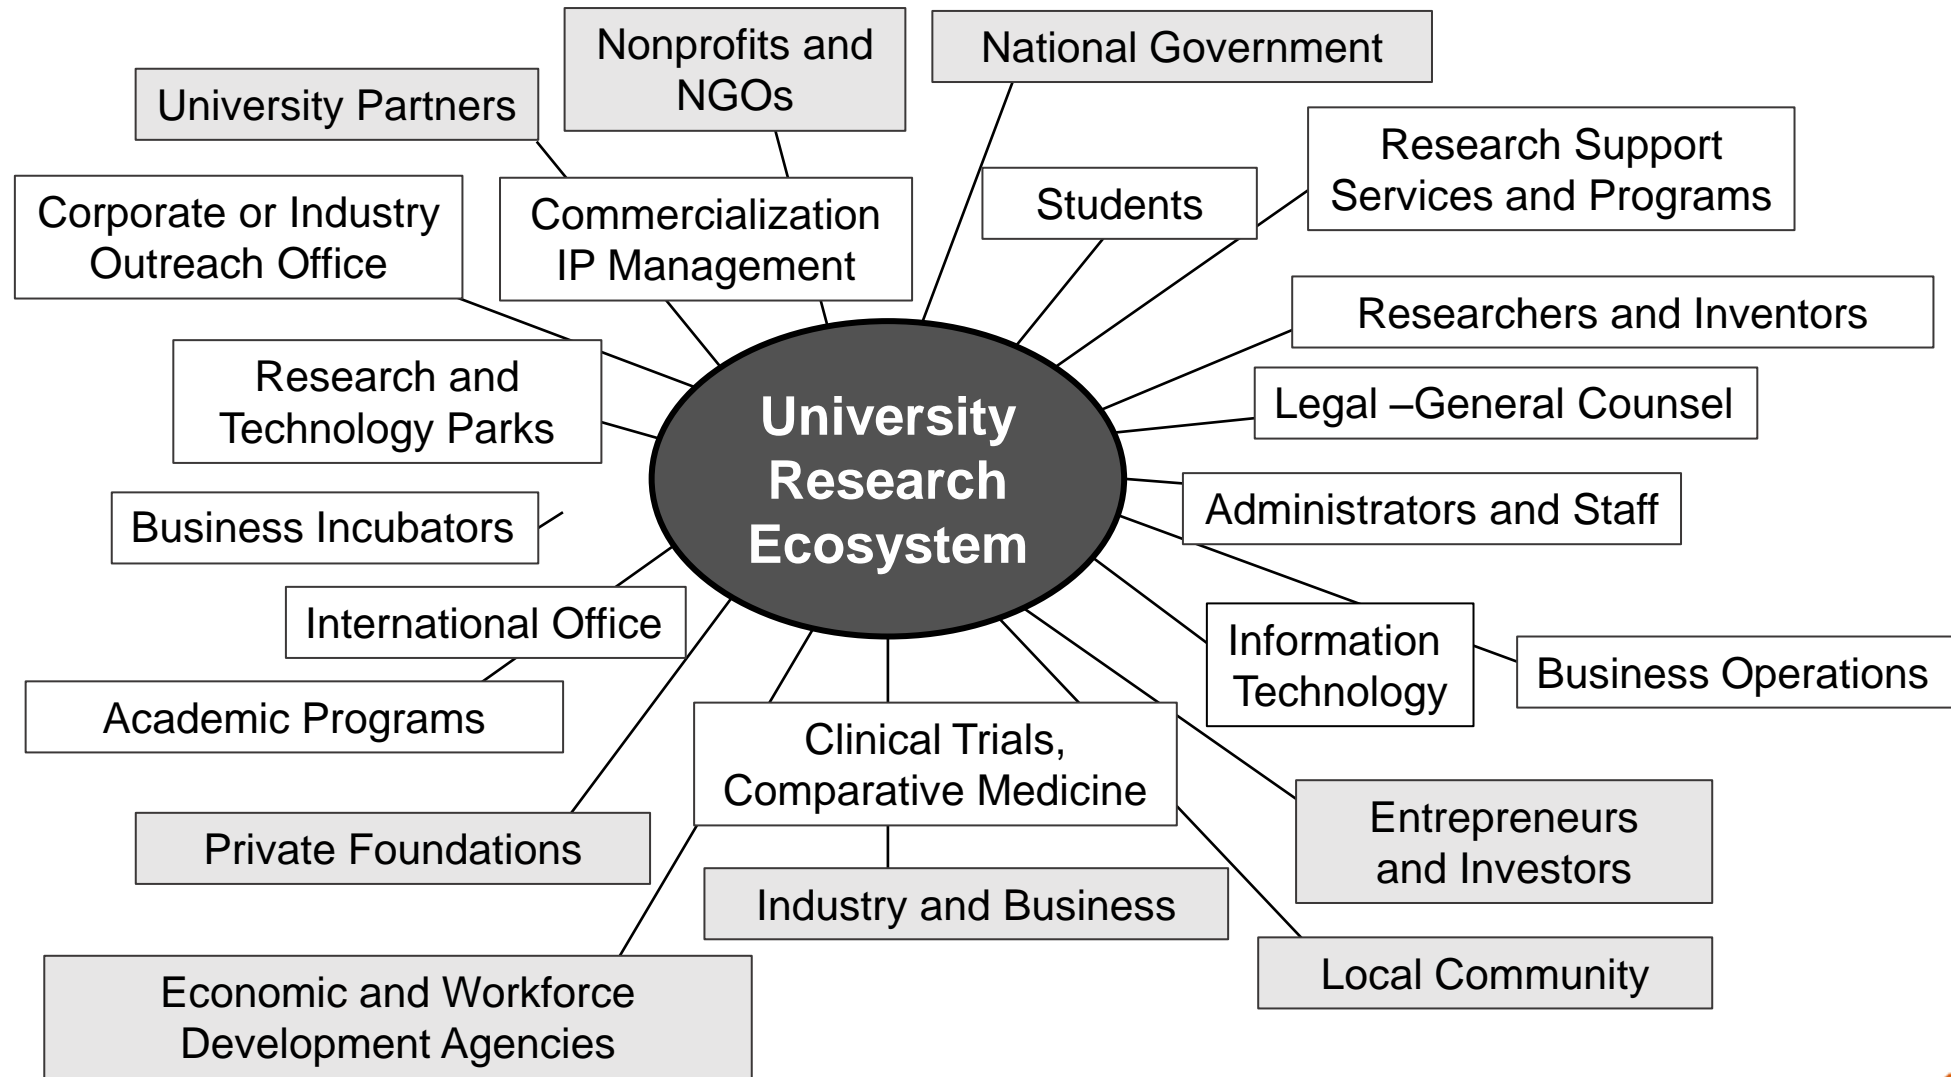 Nonprofits and
NGOs
National Government
University Partners
Research Support
Services and Programs
Students
Corporate or Industry
Outreach Office
Commercialization
IP Management
Researchers and Inventors
Research and
Technology Parks
Legal –General Counsel
University
Research
Ecosystem
Business Incubators
Administrators and Staff
International Office
Information
Technology
Business Operations
Academic Programs
Clinical Trials,
Comparative Medicine
Private Foundations
Entrepreneurs
and Investors
Industry and Business
Local Community
Economic and Workforce
Development Agencies